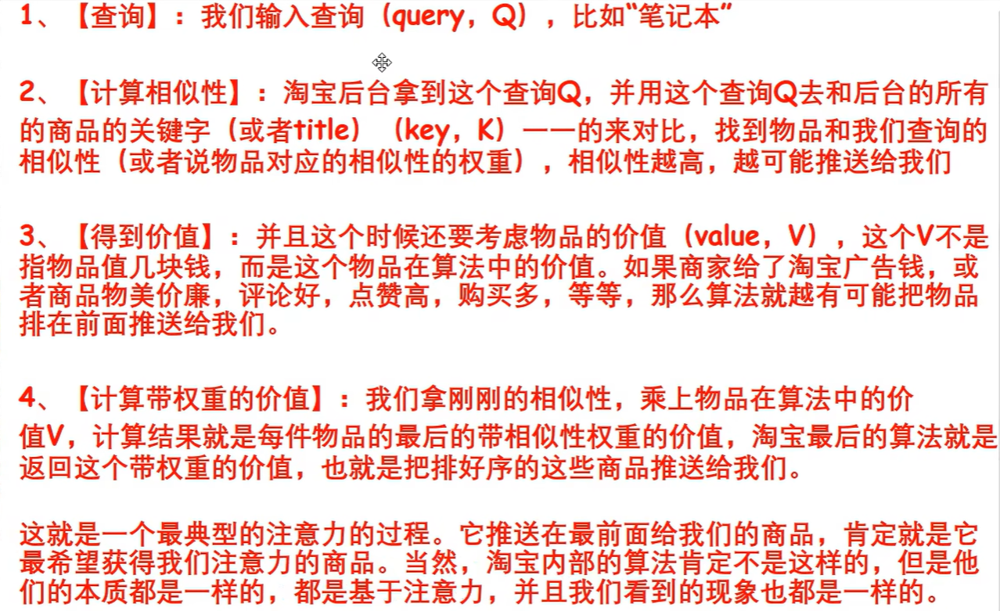 1、【查询】：我们输入查询（query，Q），比如“笔记本”
2、【计算相似性】：淘宝后台拿到这个查询Q，并用这个查询Q去和后台的所有
的商品的关键字（或者title）（key，K）一一的来对比，找到物品和我们查询的
相似性（或者说物品对应的相似性的权重），相似性越高，越可能推送给我们
3、【得到价值】：并且这个时候还要考虑物品的价值（value，V），这个V不是
指物品值几块钱，而是这个物品在算法中的价值。如果商家给了淘宝广告钱，或
者商品物美价廉，评论好，点赞高，购买多，等等，那么算法就越有可能把物品
排在前面推送给我们。
4、【计算带权重的价值】：我们拿刚刚的相似性，乘上物品在算法中的价
值V，计算结果就是每件物品的最后的带相似性权重的价值，淘宝最后的算法就是
返回这个带权重的价值，也就是把排好序的这些商品推送给我们。
这就是一个最典型的注意力的过程。它推送在最前面给我们的商品，肯定就是它
最希望获得我们注意力的商品。当然，淘宝内部的算法肯定不是这样的，但是他
们的本质都是一样的，都是基于注意力，并且我们看到的现象也都是一样的。